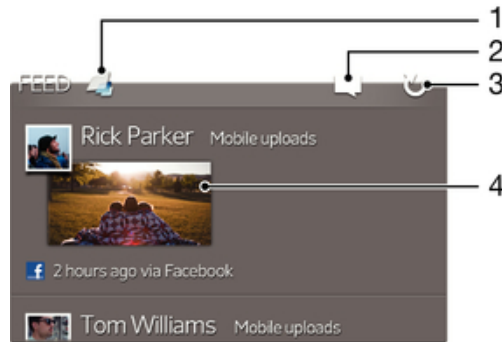 1
2
FEED
3
Rick Parker Mobile uploads
4
f 2 hours ago via Facebook
Tom Williams Mobile uploads